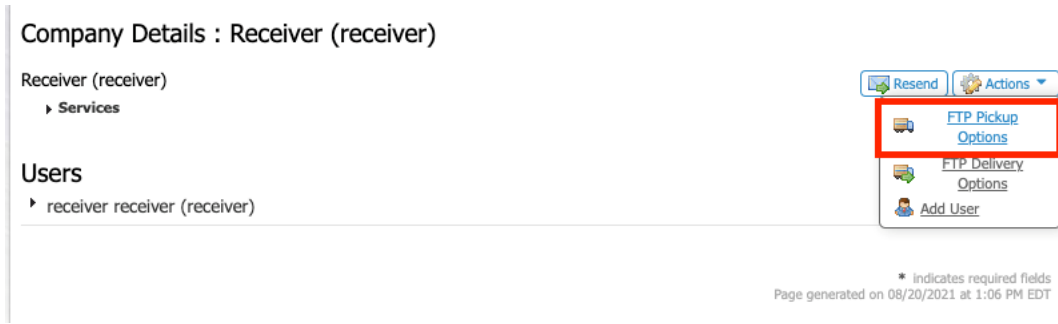 Company Details : Receiver (receiver)
Receiver (receiver)
Resend
Actions
Services
FTP Pickup
Options
FTP Delivery
Options
Users
receiver receiver (receiver)
Add User
* indicates required fields
Page generated on 08/20/2021 at 1:06 PM EDT